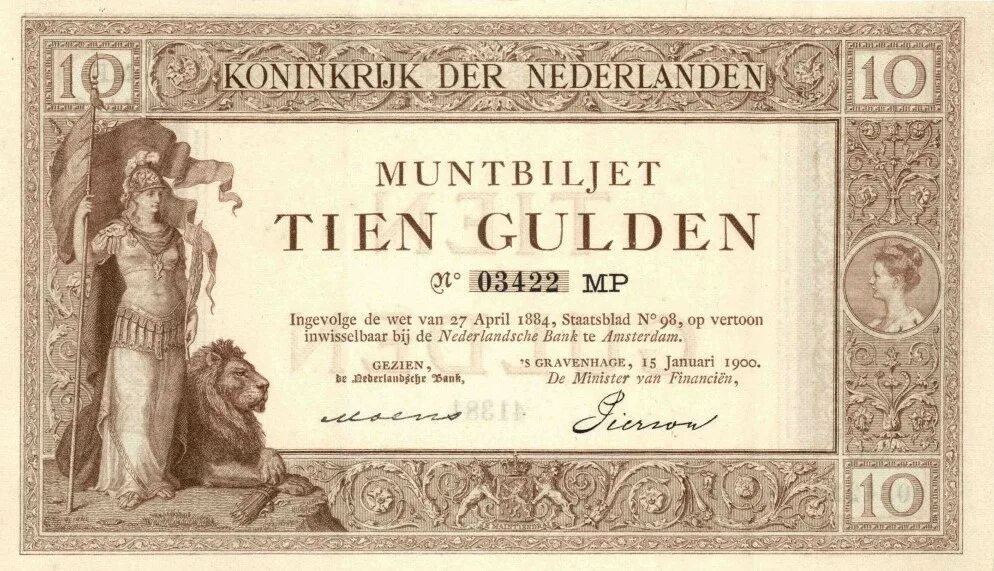 10 KONINKRIJK DER NEDERLANDEN 10
MUNTBILJET
TIEN GULDEN
Nº 03422 MP
Ingevolge de wet van 27 April 1884, Staatsblad Nº 98, op vertoon
inwisselbaar bij de Nederlandsche Bank te Amsterdam.
GEZIEN,
de Nederlandsche Bank,
'S GRAVENHAGE, 15 Januari 1900.
De Minister van Financiën,
Moens
Pierson
10